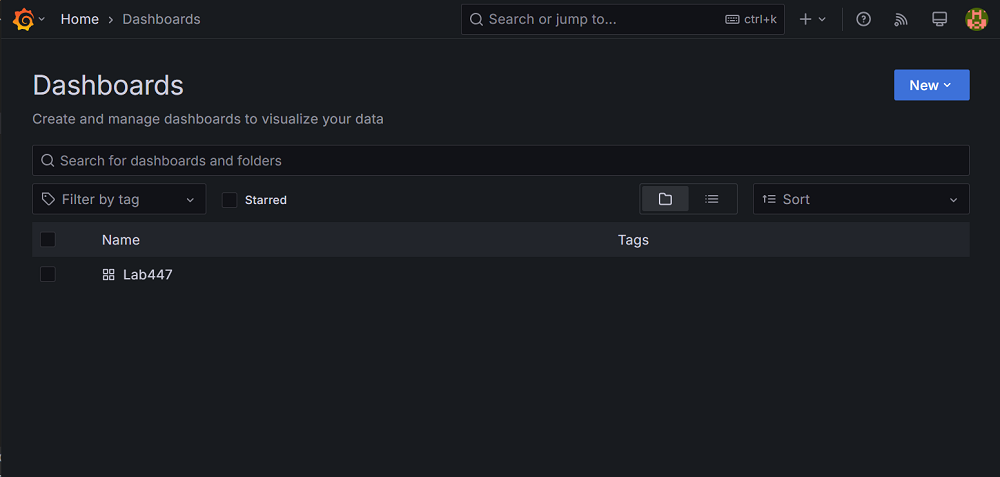 Home > Dashboards
Search or jump to... ctrl+k
Dashboards
New
Create and manage dashboards to visualize your data
Search for dashboards and folders
Filter by tag Starred Sort
Name Tags
Lab447